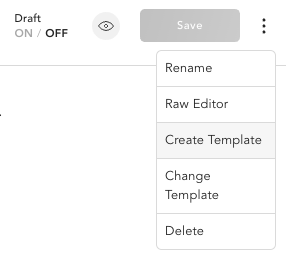 Draft
ON / OFF
Save
Rename
Raw Editor
Create Template
Change
Template
Delete